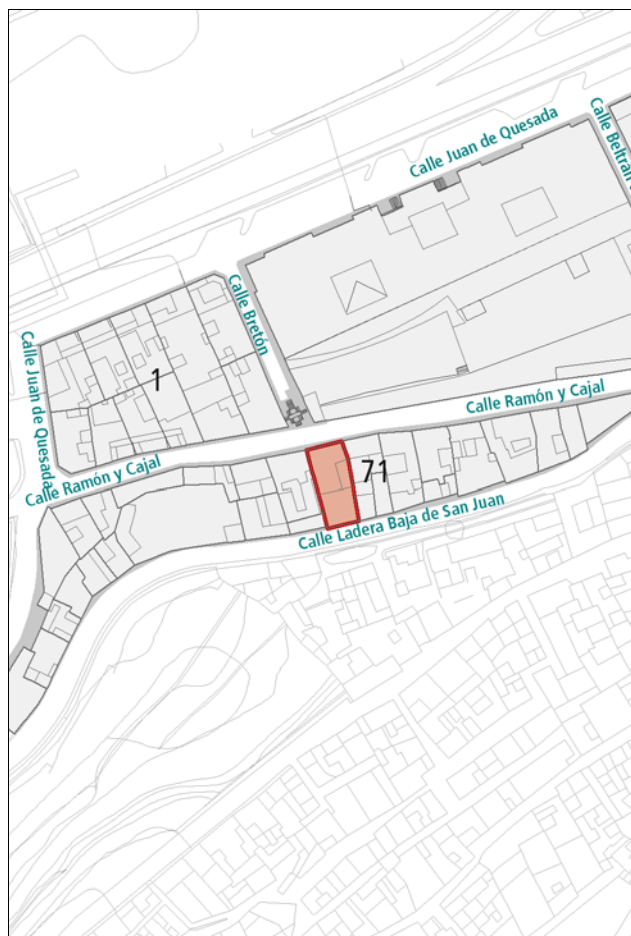 Calle Juan de Quesada
Calle Beltrán
Calle Bretón
Calle Juan de Quesada
1
Calle Ramón y Cajal
Calle Ramón y Cajal
71
Calle Ladera Baja de San Juan